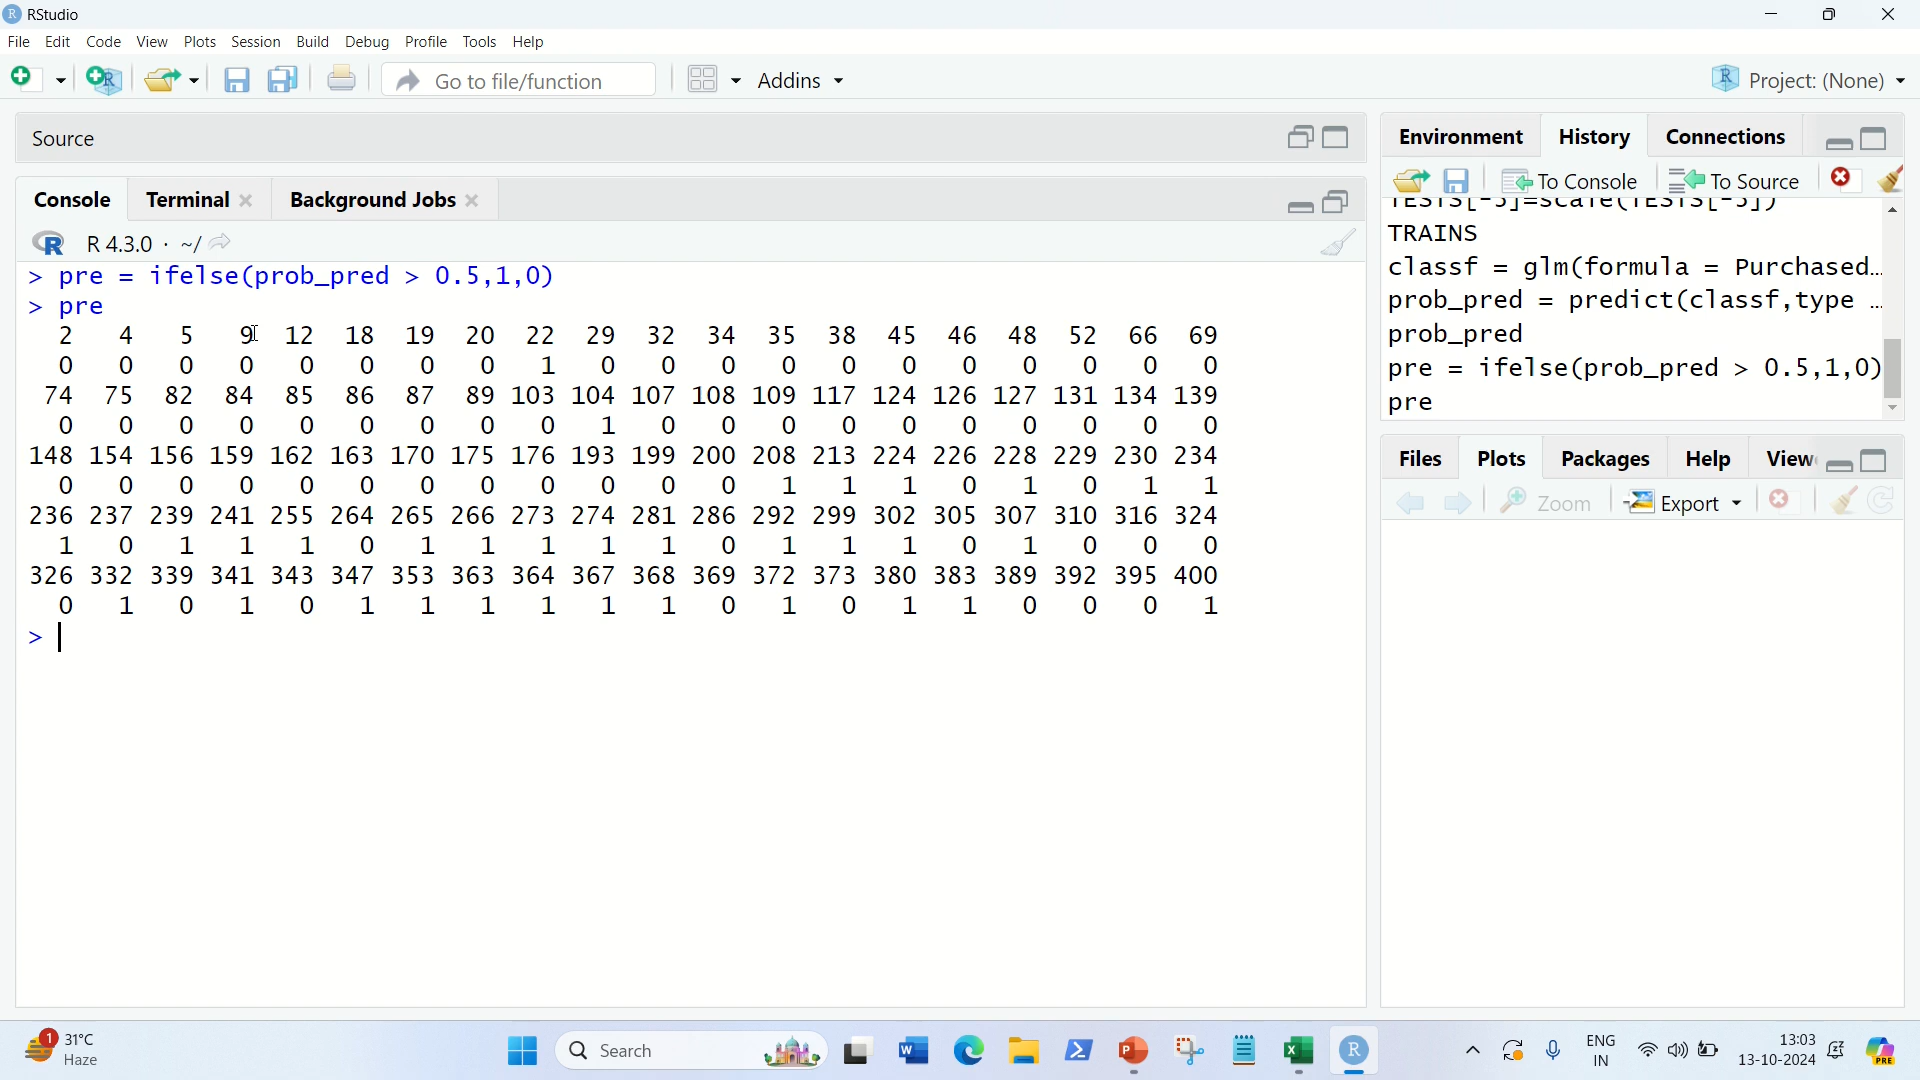 RStudio
File Edit Code View Plots Session Build Debug Profile Tools Help
Go to file/function Addins Project: (None)
Source
Console Terminal Background Jobs
R 4.3.0 · ~/
> pre = ifelse(prob_pred > 0.5,1,0)
> pre
2 4 5 9 12 18 19 20 22 29 32 34 35 38 45 46 48 52 66 69
0 0 0 0 0 0 0 0 1 0 0 0 0 0 0 0 0 0 0 0
74 75 82 84 85 86 87 89 103 104 107 108 109 117 124 126 127 131 134 139
0 0 0 0 0 0 0 0 0 1 0 0 0 0 0 0 0 0 0 0
148 154 156 159 162 163 170 175 176 193 199 200 208 213 224 226 228 229 230 234
0 0 0 0 0 0 0 0 0 0 0 0 1 1 1 0 1 0 1 1
236 237 239 241 255 264 265 266 273 274 281 286 292 299 302 305 307 310 316 324
1 0 1 1 1 0 1 1 1 1 1 0 1 1 1 0 1 0 0 0
326 332 339 341 343 347 353 363 364 367 368 369 372 373 380 383 389 392 395 400
0 1 0 1 0 1 1 1 1 1 1 0 1 0 1 1 0 0 0 1
>
Environment History Connections
To Console To Source
TESTS[-3]=scale(TESTS[-3])
TRAINS
classf = glm(formula = Purchased...
prob_pred = predict(classf,type ...
prob_pred
pre = ifelse(prob_pred > 0.5,1,0)
pre
Files Plots Packages Help View
Zoom Export
1 31°C
Haze
Search
ENG
IN
13:03
13-10-2024
PRE